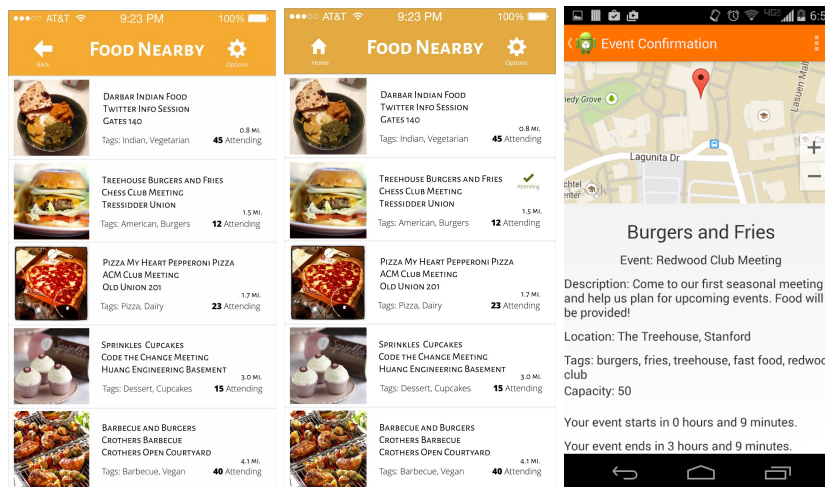 AT&T 9:23 PM 100%
FOOD NEARBY
Back
Options
DARBAR INDIAN FOOD
TWITTER INFO SESSION
GATES 140
0.8 MI.
Tags: Indian, Vegetarian 45 Attending
TREEHOUSE BURGERS AND FRIES
CHESS CLUB MEETING
TRESSIDDER UNION
1.5 MI.
Tags: American, Burgers 12 Attending
PIZZA MY HEART PEPPERONI PIZZA
ACM CLUB MEETING
OLD UNION 201
1.7 MI.
Tags: Pizza, Dairy 23 Attending
SPRINKLES CUPCAKES
CODE THE CHANGE MEETING
HUANG ENGINEERING BASEMENT
3.0 MI.
Tags: Dessert, Cupcakes 15 Attending
BARBECUE AND BURGERS
CROTHERS BARBECUE
CROTHERS OPEN COURTYARD
4.1 MI.
Tags: Barbecue, Vegan 40 Attending
AT&T 9:23 PM 100%
FOOD NEARBY
Home
Options
DARBAR INDIAN FOOD
TWITTER INFO SESSION
GATES 140
0.8 MI.
Tags: Indian, Vegetarian 45 Attending
TREEHOUSE BURGERS AND FRIES
CHESS CLUB MEETING
Attending
TRESSIDDER UNION
1.5 MI.
Tags: American, Burgers 12 Attending
PIZZA MY HEART PEPPERONI PIZZA
ACM CLUB MEETING
OLD UNION 201
1.7 MI.
Tags: Pizza, Dairy 23 Attending
SPRINKLES CUPCAKES
CODE THE CHANGE MEETING
HUANG ENGINEERING BASEMENT
3.0 MI.
Tags: Dessert, Cupcakes 15 Attending
BARBECUE AND BURGERS
CROTHERS BARBECUE
CROTHERS OPEN COURTYARD
4.1 MI.
Tags: Barbecue, Vegan 40 Attending
4G 6:5
Event Confirmation
Lasuen Mall
edy Grove
Lagunita Dr
chtel
enter
Burgers and Fries
Event: Redwood Club Meeting
Description: Come to our first seasonal meeting
and help us plan for upcoming events. Food will
be provided!
Location: The Treehouse, Stanford
Tags: burgers, fries, treehouse, fast food, redwoo
club
Capacity: 50
Your event starts in 0 hours and 9 minutes.
Your event ends in 3 hours and 9 minutes.